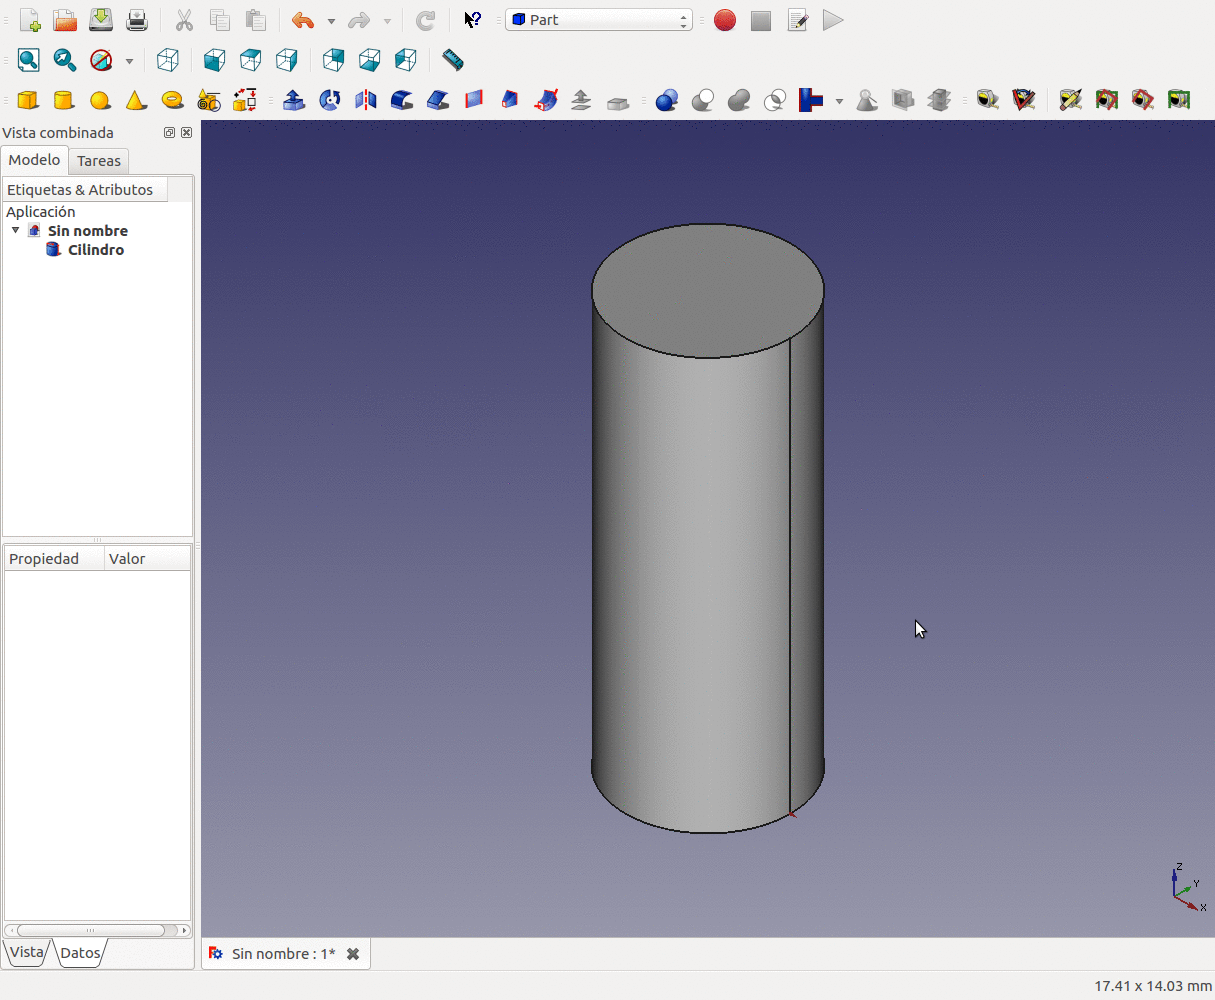 Part
Vista combinada
Modelo
Tareas
Etiquetas & Atributos
Aplicación
Sin nombre
Cilindro
Propiedad
Valor
Vista
Datos
Z
Y
X
Sin nombre : 1*
17.41 x 14.03 mm